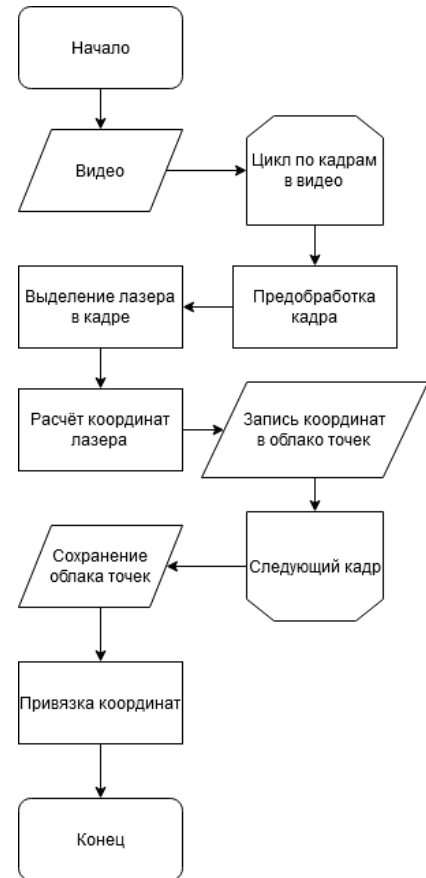 Начало
Видео
Цикл по кадрам
в видео
Предобработка
кадра
Выделение лазера
в кадре
Расчёт координат
лазера
Запись координат
в облако точек
Следующий кадр
Сохранение
облака точек
Привязка координат
Конец